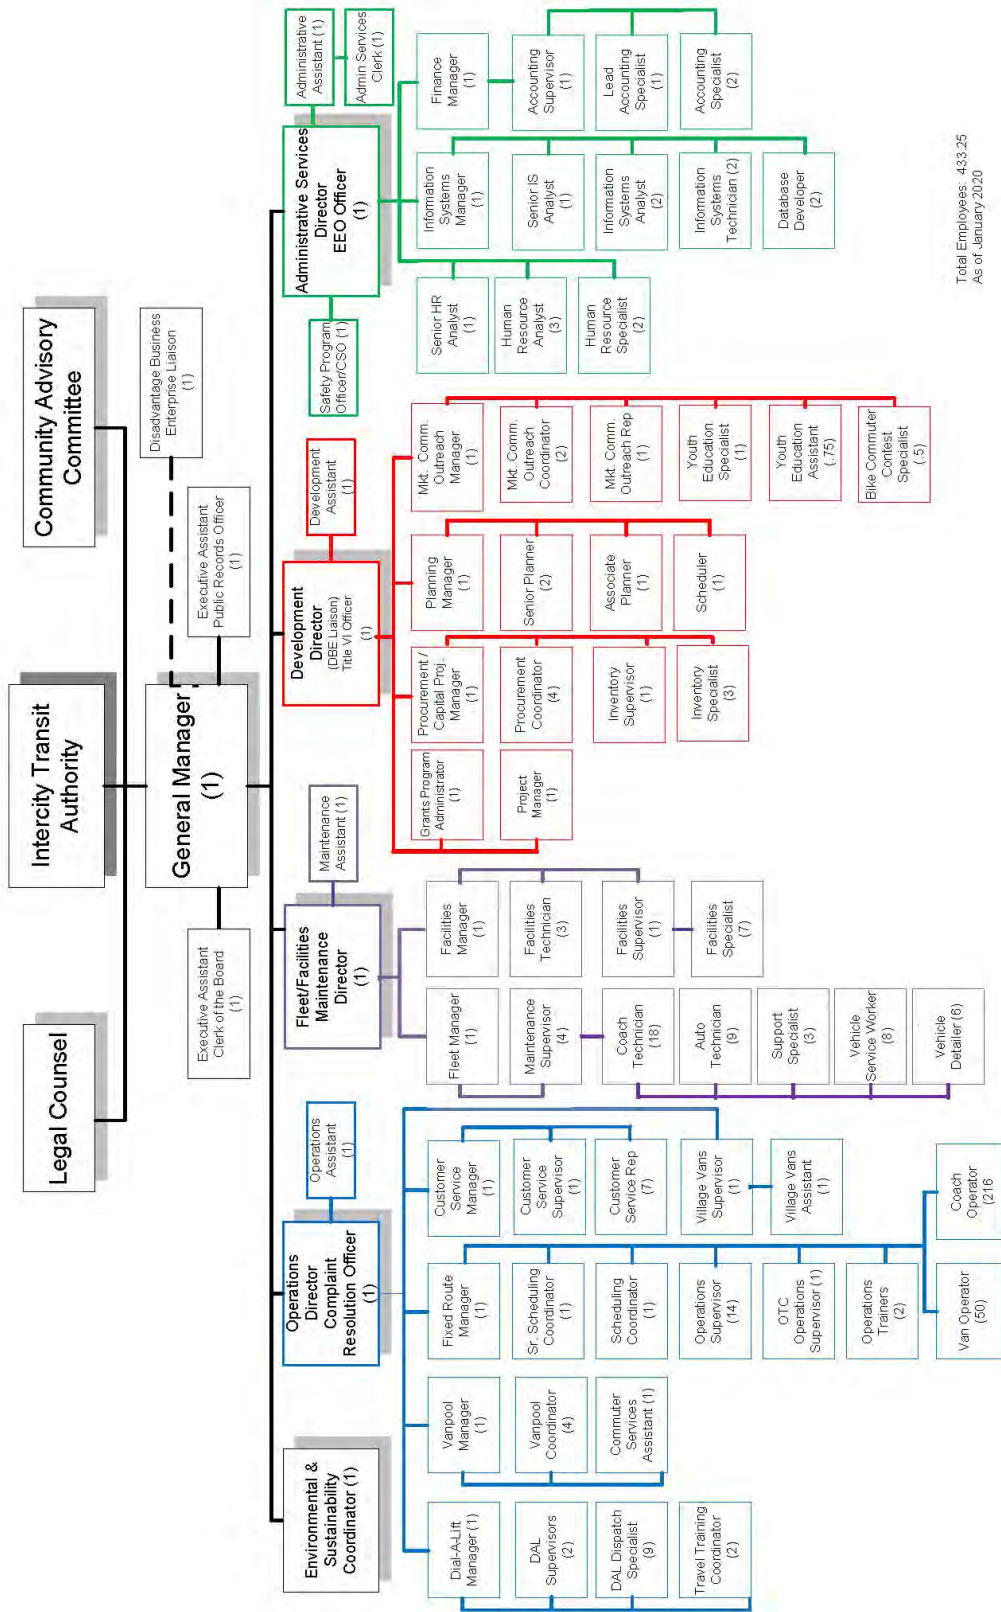 Legal Counsel
Intercity Transit
Authority
Community Advisory
Committee
General Manager
(1)
Executive Assistant
Clerk of the Board
(1)
Executive Assistant
Public Records Officer
(1)
Disadvantage Business
Enterprise Liaison
(1)
Environmental &
Sustainability
Coordinator (1)
Operations
Director
Complaint
Resolution Officer
(1)
Operations
Assistant
(1)
Fleet/Facilities
Maintenance
Director
(1)
Maintenance
Assistant (1)
Development
Director
(DBE Liaison)
Title VI Officer
(1)
Development
Assistant
(1)
Safety Program
Officer/CSO (1)
Administrative Services
Director
EEO Officer
(1)
Administrative
Assistant (1)
Admin Services
Clerk (1)
Dial-A-Lift
Manager (1)
DAL
Supervisors
(2)
DAL Dispatch
Specialist
(9)
Travel Training
Coordinator
(2)
Vanpool
Manager
(1)
Vanpool
Coordinator
(4)
Commuter
Services
Assistant (1)
Fixed Route
Manager
(1)
Sr. Scheduling
Coordinator
(1)
Scheduling
Coordinator
(1)
Operations
Supervisor
(14)
OTC
Operations
Supervisor (1)
Operations
Trainers
(2)
Van Operator
(50)
Coach
Operator
(216
Customer
Service
Manager
(1)
Customer
Service
Supervisor
(1)
Customer
Service Rep
(7)
Village Vans
Supervisor
(1)
Village Vans
Assistant
(1)
Fleet Manager
(1)
Maintenance
Supervisor
(4)
Coach
Technician
(18)
Auto
Technician
(9)
Support
Specialist
(3)
Vehicle
Service Worker
(8)
Vehicle
Detailer (6)
Facilities
Manager
(1)
Facilities
Technician
(3)
Facilities
Supervisor
(1)
Facilities
Specialist
(7)
Grants Program
Administrator
(1)
Project
Manager
(1)
Procurement /
Capital Proj.
Manager
(1)
Procurement
Coordinator
(4)
Inventory
Supervisor
(1)
Inventory
Specialist
(3)
Planning
Manager
(1)
Senior Planner
(2)
Associate
Planner
(1)
Scheduler
(1)
Mkt. Comm.
Outreach
Manager
(1)
Mkt. Comm.
Outreach
Coordinator
(2)
Mkt. Comm.
Outreach Rep
(1)
Youth
Education
Specialist
(1)
Youth
Education
Assistant
(.75)
Bike Commuter
Contest
Specialist
(.5)
Senior HR
Analyst
(1)
Human
Resource
Analyst
(3)
Human
Resource
Specialist
(2)
Information
Systems
Manager
(1)
Senior IS
Analyst
(1)
Information
Systems
Analyst
(2)
Information
Systems
Technician (2)
Database
Developer
(2)
Finance
Manager
(1)
Accounting
Supervisor
(1)
Lead
Accounting
Specialist
(1)
Accounting
Specialist
(2)
Total Employees: 433.25
As of January 2020